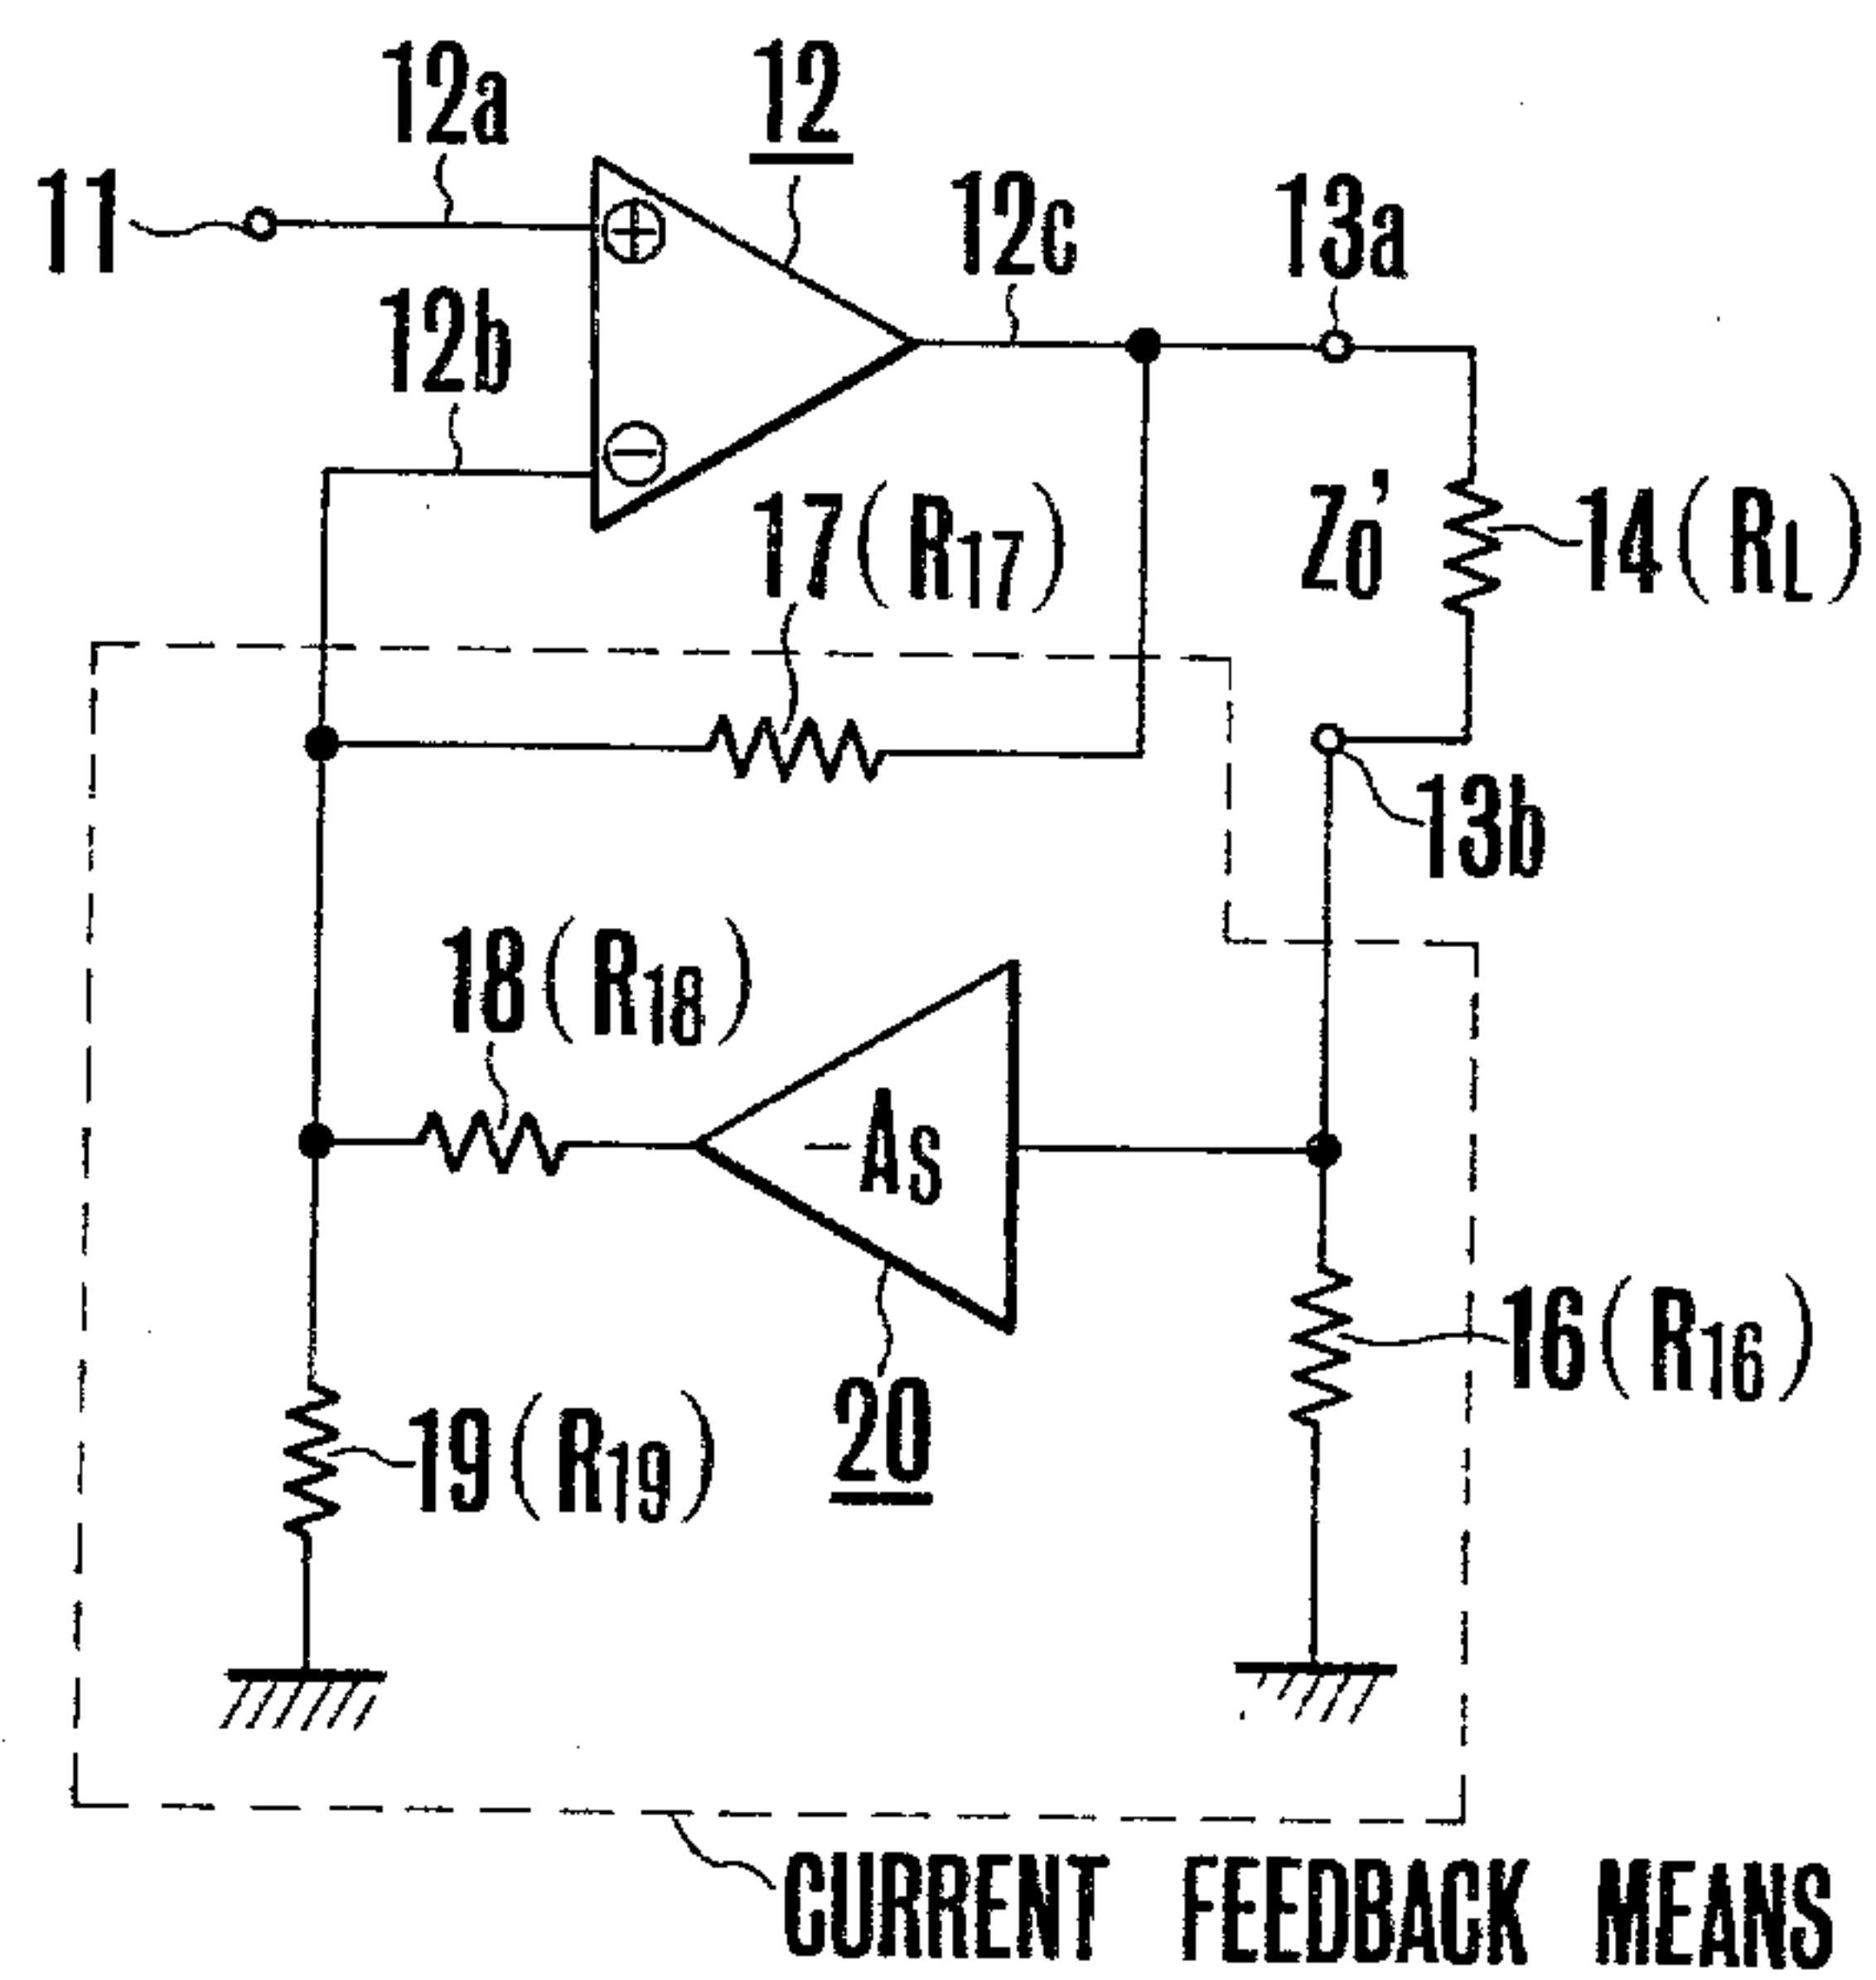 12a
12
11
12c
13a
12b
17(R17)
Zo'
14(RL)
13b
18(R18)
-As
16(R16)
19(R19)
20
CURRENT FEEDBACK MEANS